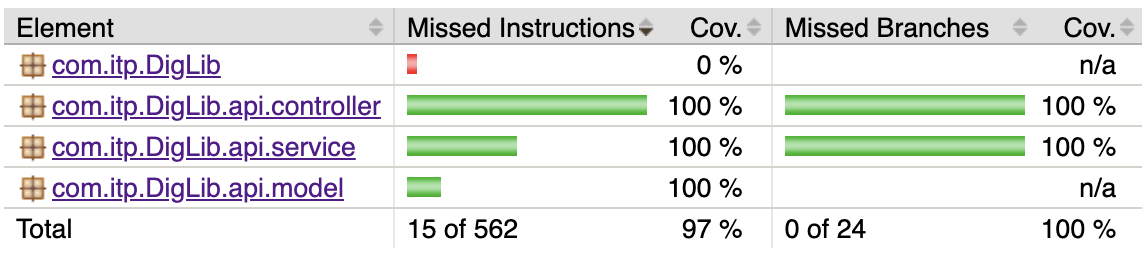 Element Missed Instructions Cov. Missed Branches Cov.
com.itp.DigLib 0 % n/a
com.itp.DigLib.api.controller 100 % 100 %
com.itp.DigLib.api.service 100 % 100 %
com.itp.DigLib.api.model 100 % n/a
Total 15 of 562 97 % 0 of 24 100 %